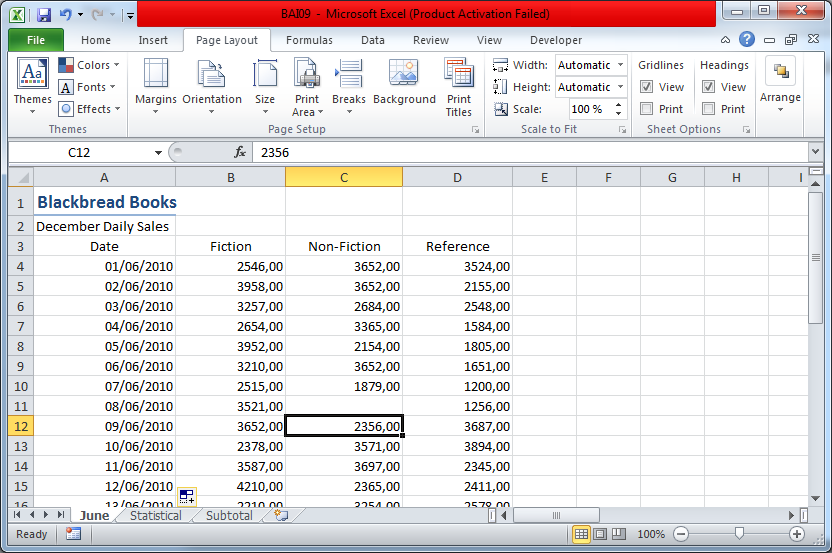 BAI09 - Microsoft Excel (Product Activation Failed)
File Home Insert Page Layout Formulas Data Review View Developer
Colors
Fonts
Effects
Themes
Themes
Margins Orientation Size Print Area Breaks Background Print Titles
Page Setup
Width: Automatic
Height: Automatic
Scale: 100 %
Scale to Fit
Gridlines Headings
View View
Print Print
Sheet Options
Arrange
C12 fx 2356
A B C D E F G H I
1 Blackbread Books
2 December Daily Sales
3 Date Fiction Non-Fiction Reference
4 01/06/2010 2546,00 3652,00 3524,00
5 02/06/2010 3958,00 3652,00 2155,00
6 03/06/2010 3257,00 2684,00 2548,00
7 04/06/2010 2654,00 3365,00 1584,00
8 05/06/2010 3952,00 2154,00 1805,00
9 06/06/2010 3210,00 3652,00 1651,00
10 07/06/2010 2515,00 1879,00 1200,00
11 08/06/2010 3521,00 1256,00
12 09/06/2010 3652,00 2356,00 3687,00
13 10/06/2010 2378,00 3571,00 3894,00
14 11/06/2010 3587,00 3697,00 2345,00
15 12/06/2010 4210,00 2365,00 2411,00
16 13/06/2010 2210,00 3254,00 2578,00
June Statistical Subtotal
Ready 100%